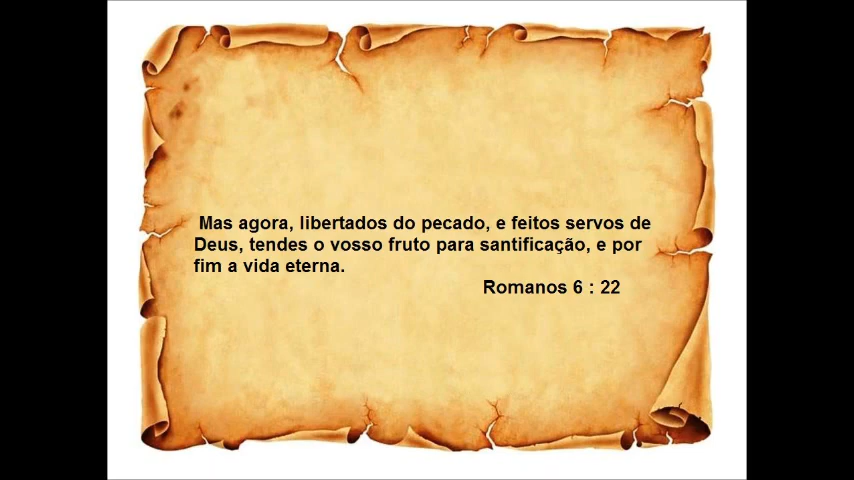 Mas agora, libertados do pecado, e feitos servos de
Deus, tendes o vosso fruto para santificação, e por
fim a vida eterna.
Romanos 6 : 22